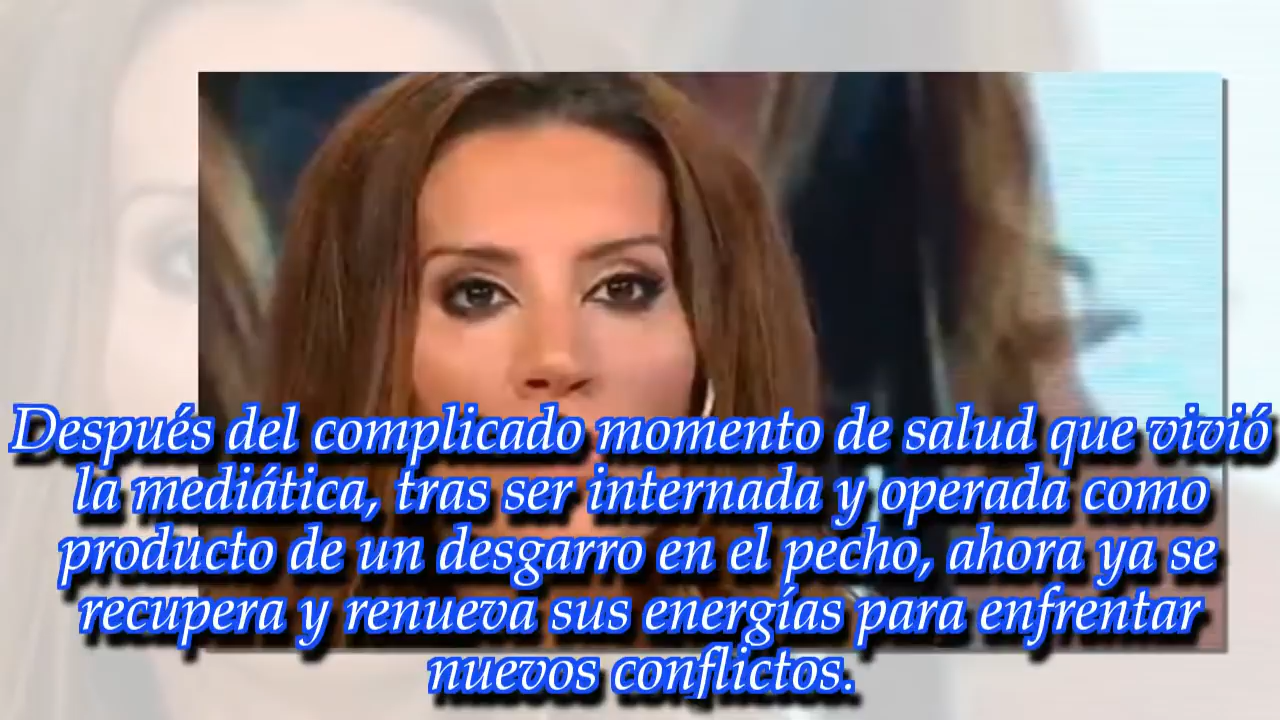 Después del complicado momento de salud que vivió
la mediática, tras ser internada y operada como
producto de un desgarro en el pecho, ahora ya se
recupera y renueva sus energías para enfrentar
nuevos conflictos.